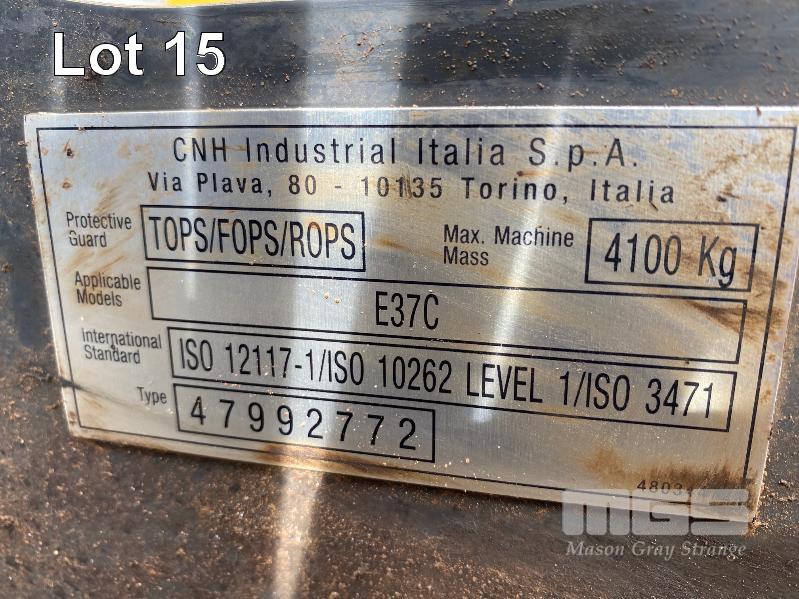 Lot 15
CNH Industrial Italia S.p.A.
Via Plava, 80 - 10135 Torino, Italia
Protective Guard TOPS/FOPS/ROPS Max. Machine Mass 4100 Kg
Applicable Models E37C
International Standard ISO 12117-1/ISO 10262 LEVEL 1/ISO 3471
Type 47992772
MGS
Mason Gray Strange